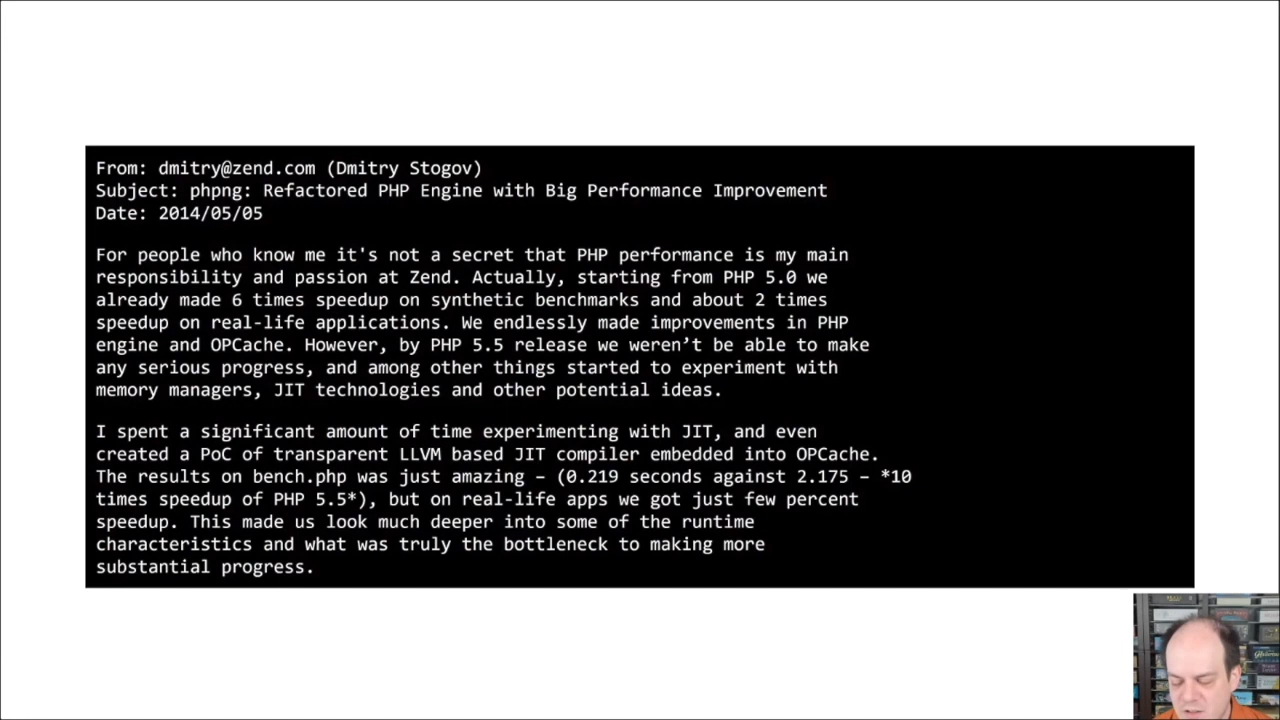 From: dmitry@zend.com (Dmitry Stogov)
Subject: phpng: Refactored PHP Engine with Big Performance Improvement
Date: 2014/05/05
For people who know me it's not a secret that PHP performance is my main
responsibility and passion at Zend. Actually, starting from PHP 5.0 we
already made 6 times speedup on synthetic benchmarks and about 2 times
speedup on real-life applications. We endlessly made improvements in PHP
engine and OPCache. However, by PHP 5.5 release we weren’t be able to make
any serious progress, and among other things started to experiment with
memory managers, JIT technologies and other potential ideas.
I spent a significant amount of time experimenting with JIT, and even
created a PoC of transparent LLVM based JIT compiler embedded into OPCache.
The results on bench.php was just amazing – (0.219 seconds against 2.175 – *10
times speedup of PHP 5.5*), but on real-life apps we got just few percent
speedup. This made us look much deeper into some of the runtime
characteristics and what was truly the bottleneck to making more
substantial progress.